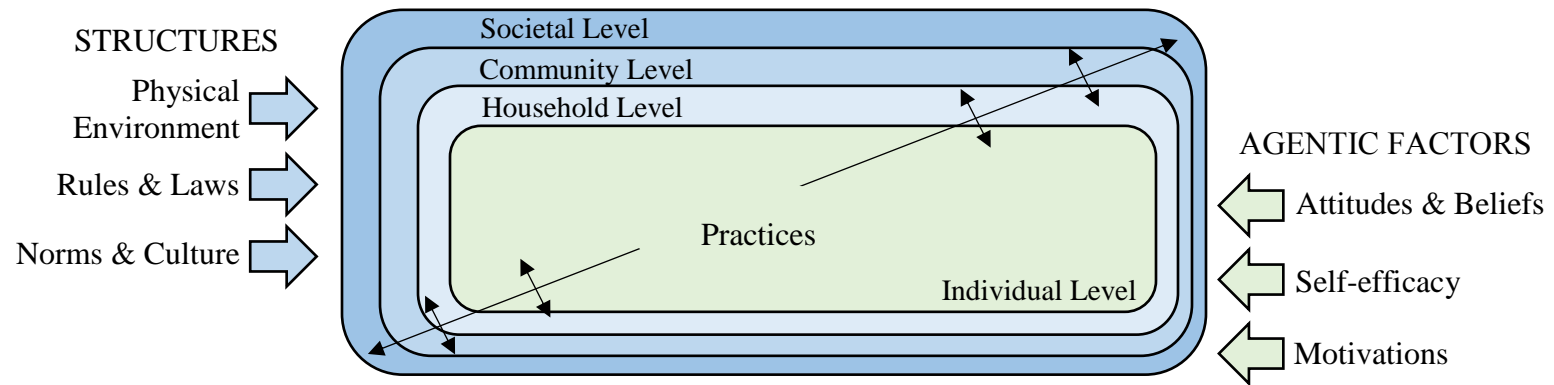 STRUCTURES
Physical
Environment
Rules & Laws
Norms & Culture
Societal Level
Community Level
Household Level
Practices
Individual Level
AGENTIC FACTORS
Attitudes & Beliefs
Self-efficacy
Motivations